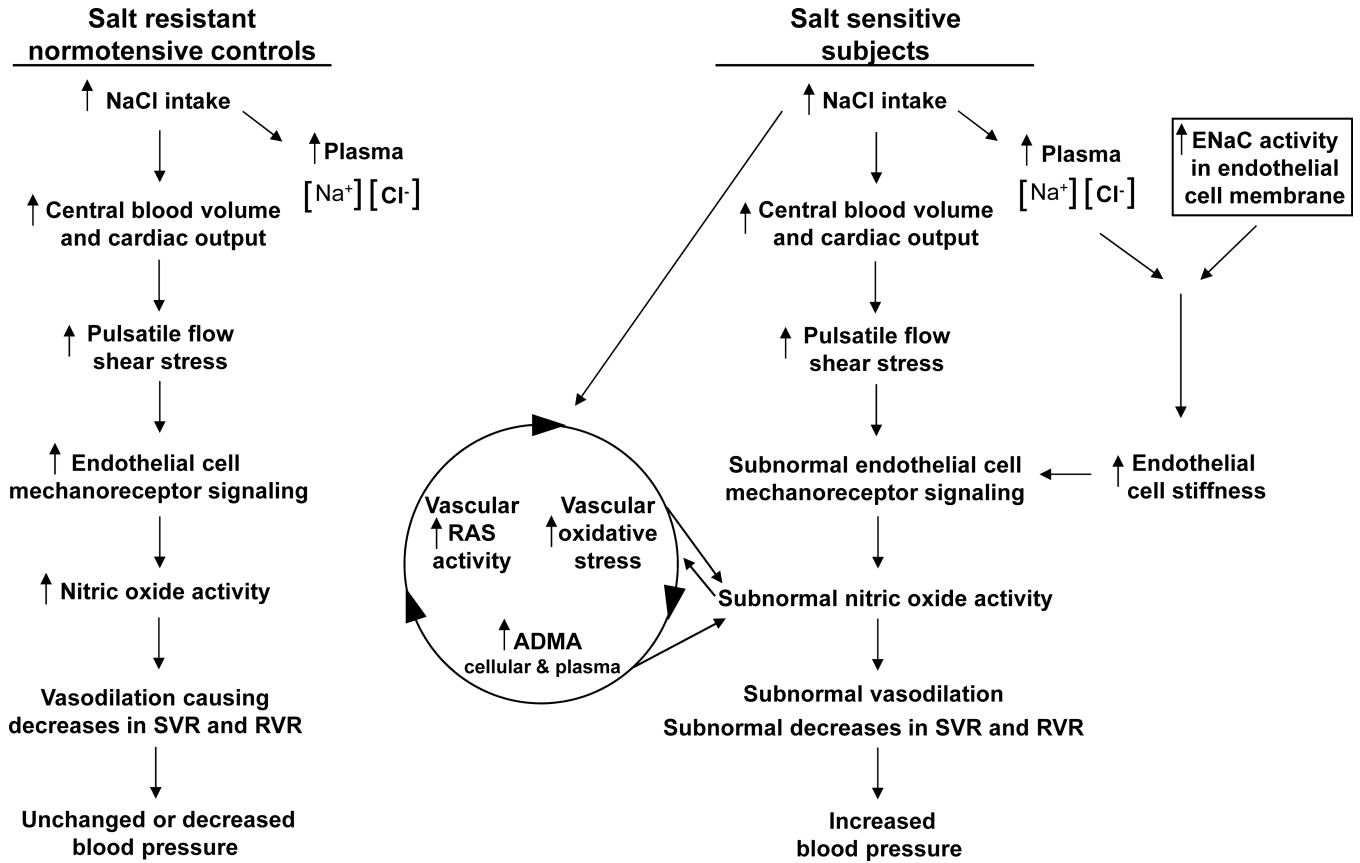 Salt resistant
normotensive controls
NaCl intake
Plasma
[Na+] [Cl-]
Central blood volume
and cardiac output
Pulsatile flow
shear stress
Endothelial cell
mechanoreceptor signaling
Nitric oxide activity
Vasodilation causing
decreases in SVR and RVR
Unchanged or decreased
blood pressure
Salt sensitive
subjects
NaCl intake
Plasma
[Na+] [Cl-]
ENaC activity
in endothelial
cell membrane
Central blood volume
and cardiac output
Pulsatile flow
shear stress
Subnormal endothelial cell
mechanoreceptor signaling
Endothelial
cell stiffness
Vascular
RAS
activity
Vascular
oxidative
stress
ADMA
cellular & plasma
Subnormal nitric oxide activity
Subnormal vasodilation
Subnormal decreases in SVR and RVR
Increased
blood pressure